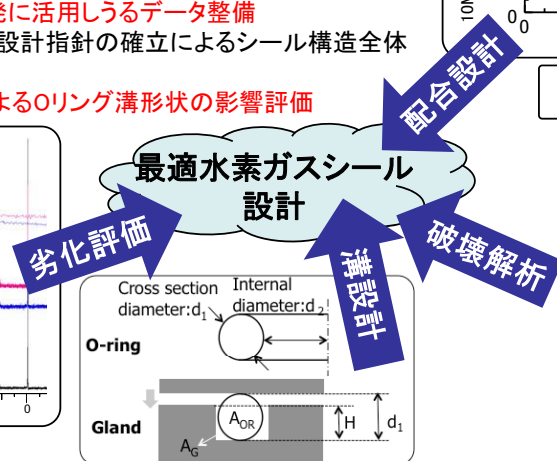 に活用しうるデータ整備
設計指針の確立によるシール構造全体
よるOリング溝形状の影響評価
0
0
配合設計
最適水素ガスシール
設計
劣化評価
溝設計
破壊解析
0
Cross section
diameter:d1
Internal
diameter:d2
O-ring
Gland
AOR
AG
H
d1